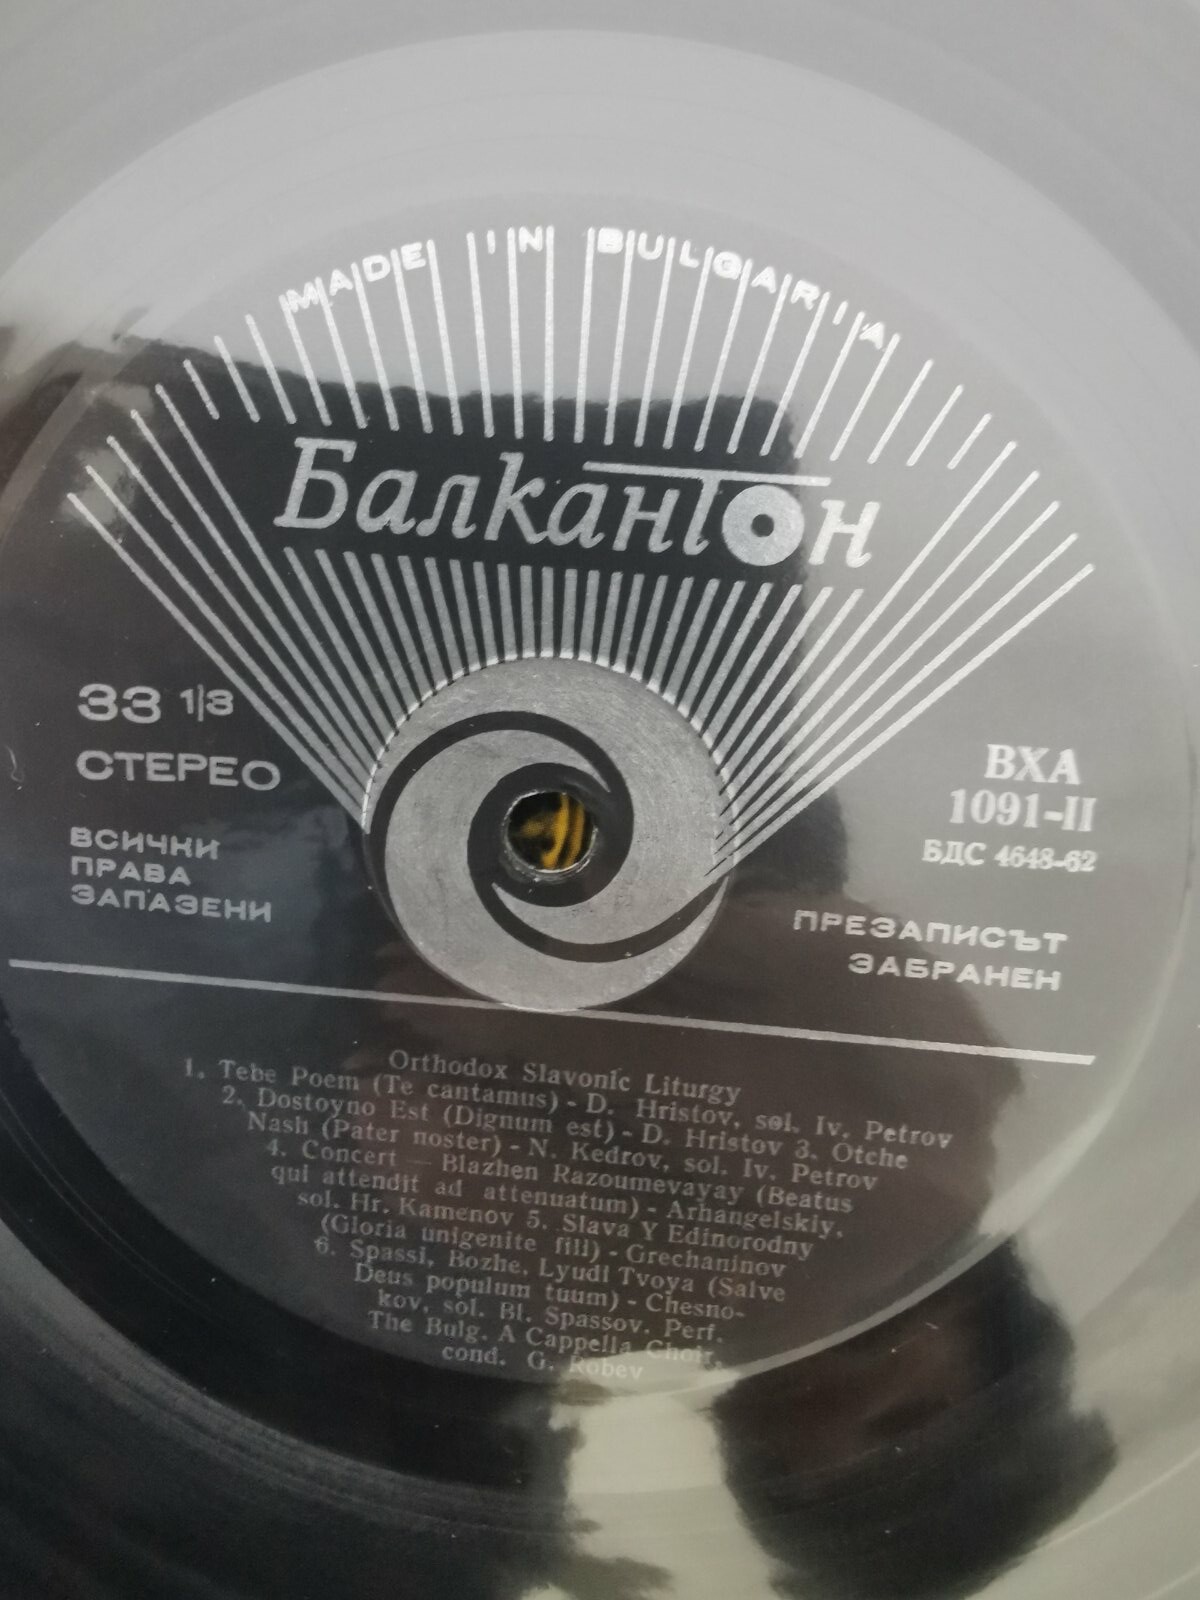 MADE IN BULGARIA
Балкантон
33 1/3
СТЕРЕО
ВСИЧКИ
ПРАВА
ЗАПАЗЕНИ
ВХА
1091-II
БДС 4648-62
ПРЕЗАПИСЪТ
ЗАБРАНЕН
Orthodox Slavonic Liturgy
1. Tebe Poem (Te cantamus) - D. Hristov, sol. Iv. Petrov
2. Dostoyno Est (Dignum est) - D. Hristov 3. Otche
Nash (Pater noster) - N. Kedrov, sol. Iv. Petrov
4. Concert — Blazhen Razoumevayay (Beatus
qui attendit ad attenuatum) - Arhangelskiy,
sol. Hr. Kamenov 5. Slava Y Edinorodny
(Gloria unigenite fili) - Grechaninov
6. Spassi, Bozhe, Lyudi Tvoya (Salve
Deus populum tuum) - Chesno-
kov, sol. Bl. Spassov. Perf.
The Bulg. A Cappella Choir,
cond. G. Robev